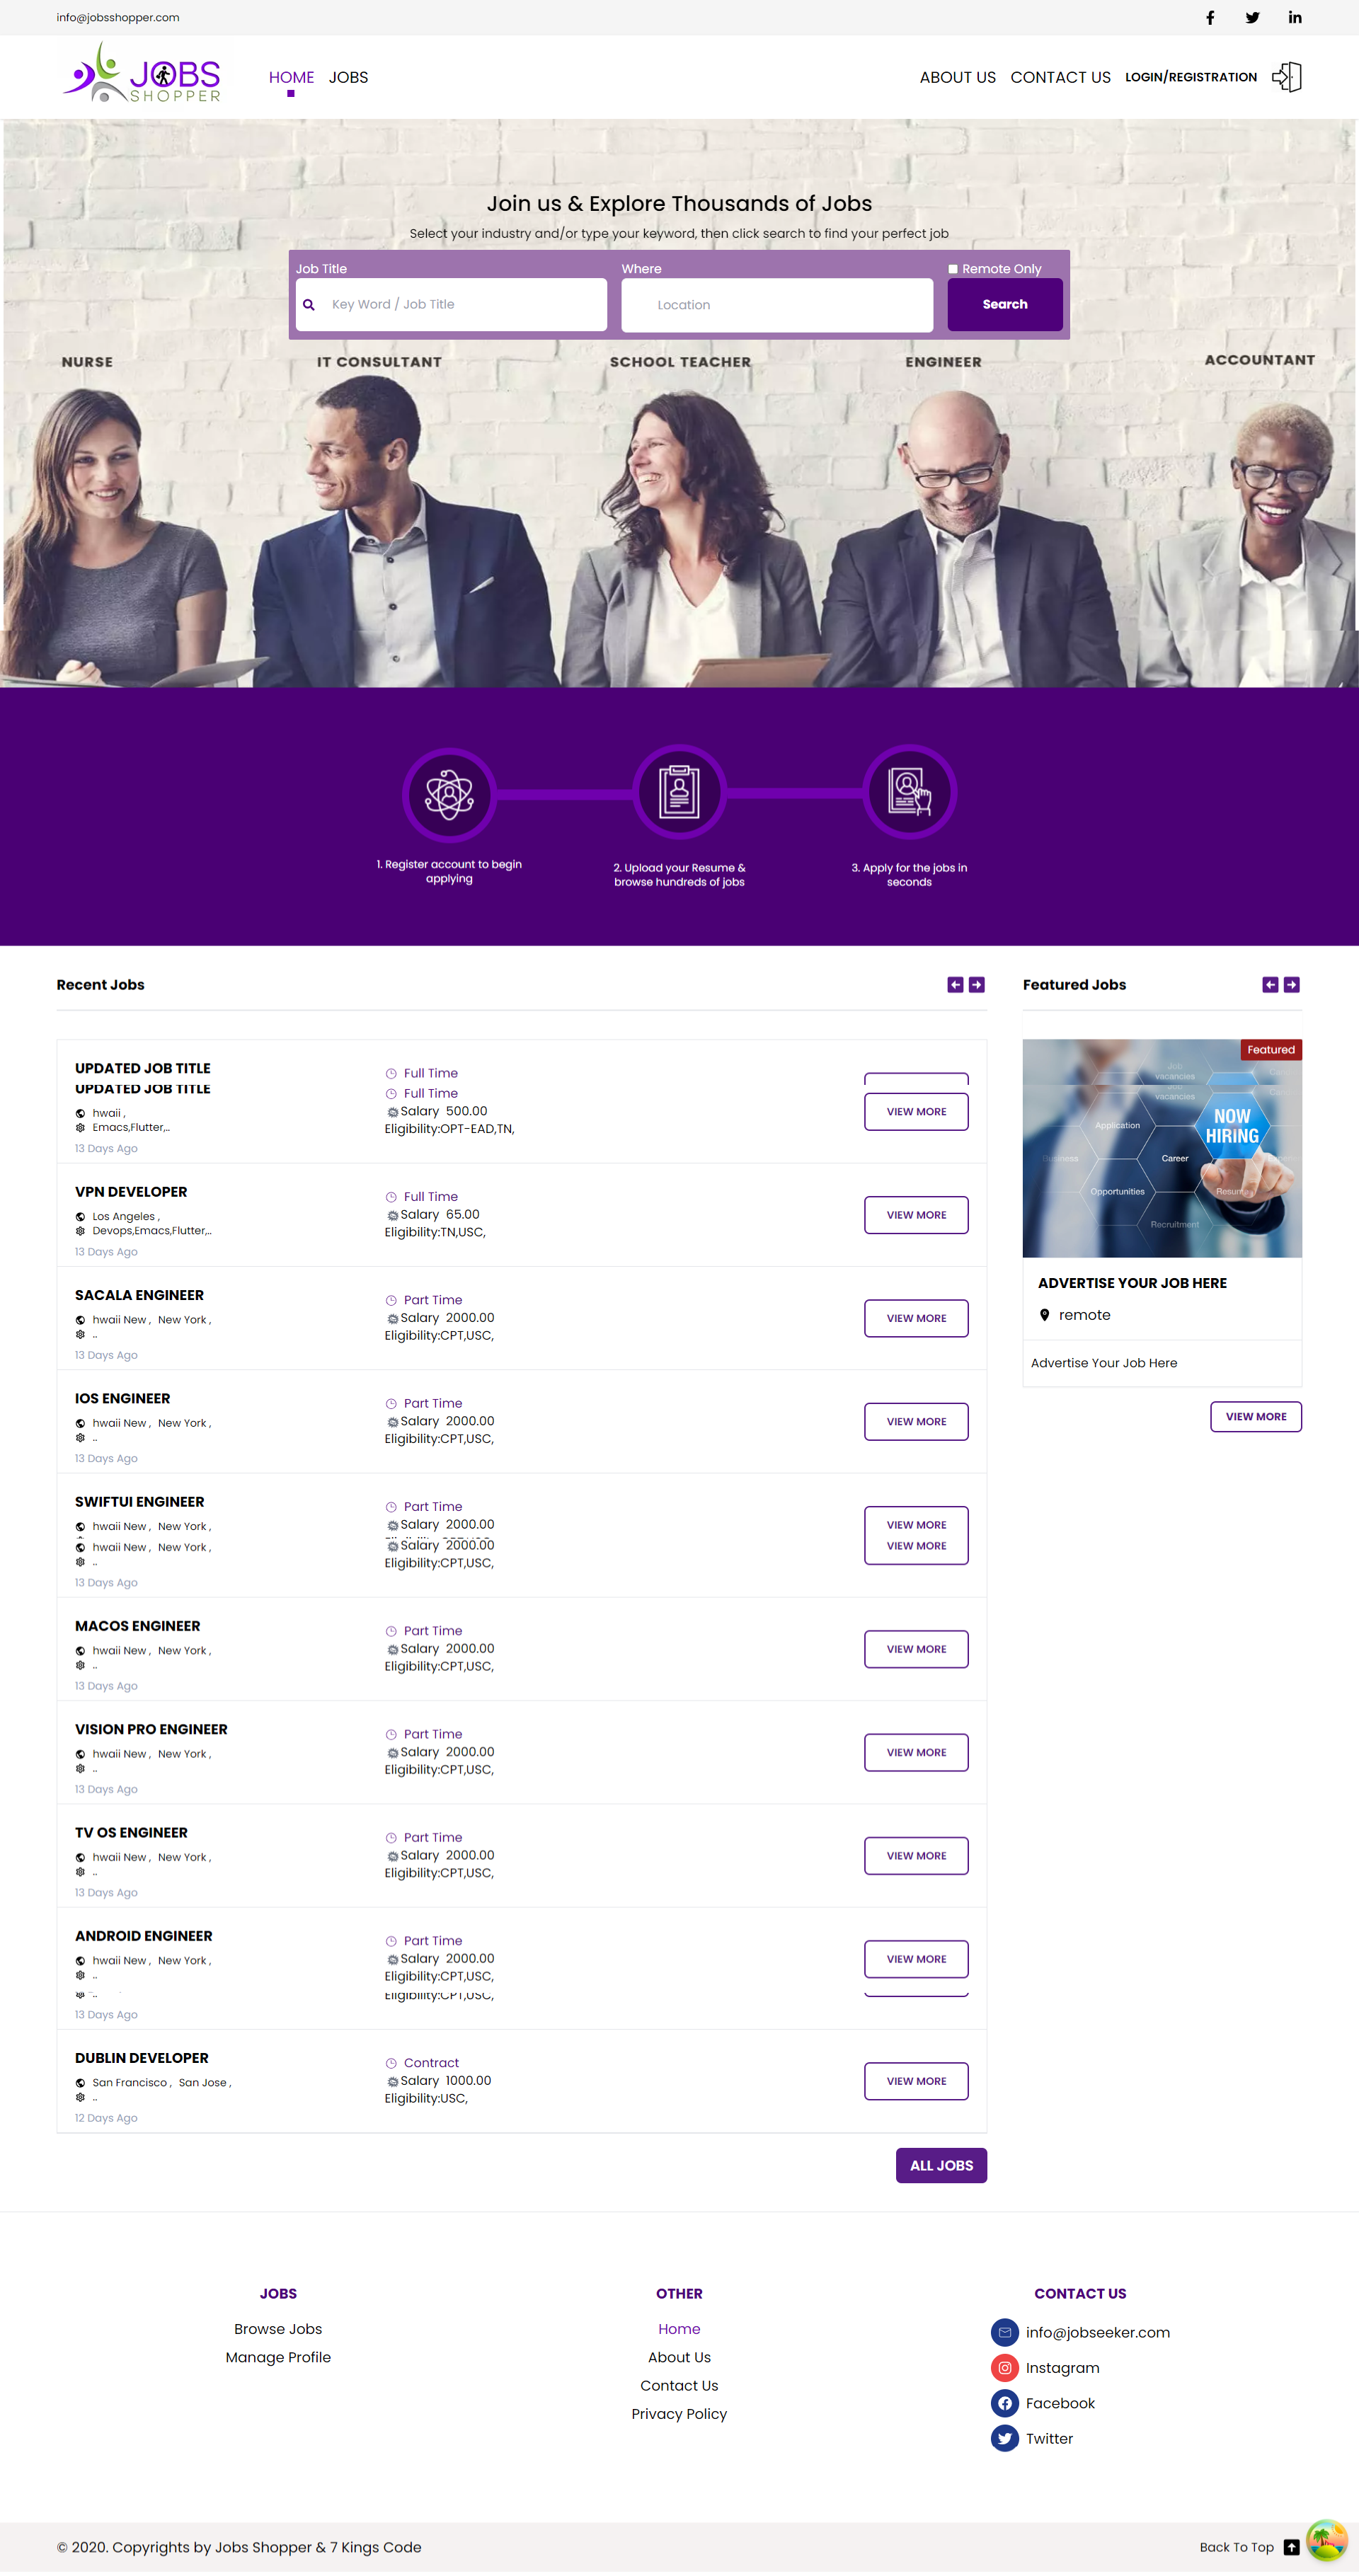 info@jobsshopper.com
JOBS
SHOPPER
HOME JOBS
ABOUT US CONTACT US LOGIN/REGISTRATION
Join us & Explore Thousands of Jobs
Select your industry and/or type your keyword, then click search to find your perfect job
Job Title
Where
Remote Only
Key Word / Job Title
Location
Search
NURSE
IT CONSULTANT
SCHOOL TEACHER
ENGINEER
ACCOUNTANT
1. Register account to begin
applying
2. Upload your Resume &
browse hundreds of jobs
3. Apply for the jobs in
seconds
Recent Jobs
UPDATED JOB TITLE
Full Time
UPDATED JOB TITLE
Full Time
hwaii ,
Salary 500.00
VIEW MORE
Emacs,Flutter,..
Eligibility:OPT-EAD,TN,
13 Days Ago
VPN DEVELOPER
Full Time
Los Angeles ,
Salary 65.00
VIEW MORE
Devops,Emacs,Flutter,..
Eligibility:TN,USC,
13 Days Ago
SACALA ENGINEER
Part Time
hwaii New , New York ,
Salary 2000.00
VIEW MORE
..
Eligibility:CPT,USC,
13 Days Ago
IOS ENGINEER
Part Time
hwaii New , New York ,
Salary 2000.00
VIEW MORE
..
Eligibility:CPT,USC,
13 Days Ago
SWIFTUI ENGINEER
Part Time
hwaii New , New York ,
Salary 2000.00
VIEW MORE
hwaii New , New York ,
Salary 2000.00
VIEW MORE
..
Eligibility:CPT,USC,
13 Days Ago
MACOS ENGINEER
Part Time
hwaii New , New York ,
Salary 2000.00
VIEW MORE
..
Eligibility:CPT,USC,
13 Days Ago
VISION PRO ENGINEER
Part Time
hwaii New , New York ,
Salary 2000.00
VIEW MORE
..
Eligibility:CPT,USC,
13 Days Ago
TV OS ENGINEER
Part Time
hwaii New , New York ,
Salary 2000.00
VIEW MORE
..
Eligibility:CPT,USC,
13 Days Ago
ANDROID ENGINEER
Part Time
hwaii New , New York ,
Salary 2000.00
VIEW MORE
..
Eligibility:CPT,USC,
..
Eligibility:CPT,USC,
13 Days Ago
DUBLIN DEVELOPER
Contract
San Francisco , San Jose ,
Salary 1000.00
VIEW MORE
..
Eligibility:USC,
12 Days Ago
ALL JOBS
Featured Jobs
Featured
Job
vacancies
Job
vacancies
Application
NOW
HIRING
Business
Career
Opportunities
Resume
Recruitment
ADVERTISE YOUR JOB HERE
remote
Advertise Your Job Here
VIEW MORE
JOBS
Browse Jobs
Manage Profile
OTHER
Home
About Us
Contact Us
Privacy Policy
CONTACT US
info@jobseeker.com
Instagram
Facebook
Twitter
© 2020. Copyrights by Jobs Shopper & 7 Kings Code
Back To Top